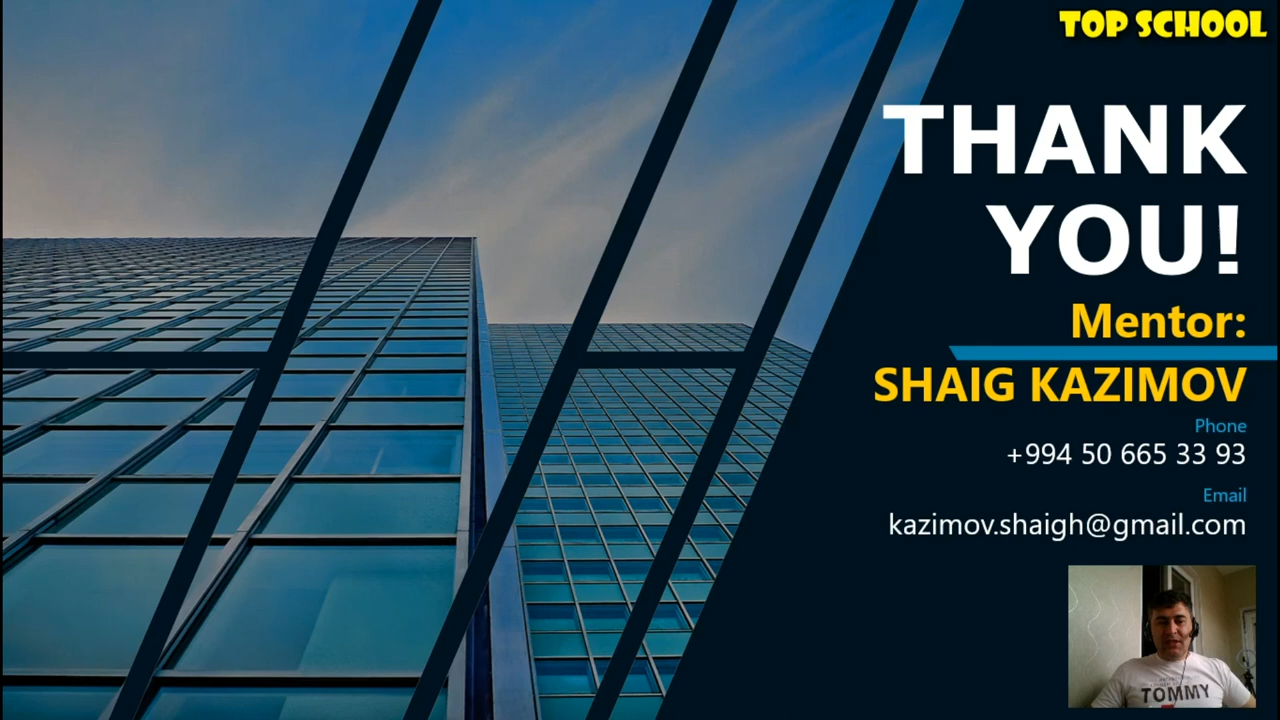 TOP SCHOOL
THANK
YOU!
Mentor:
SHAIG KAZIMOV
Phone
+994 50 665 33 93
Email
kazimov.shaigh@gmail.com
TOMMY